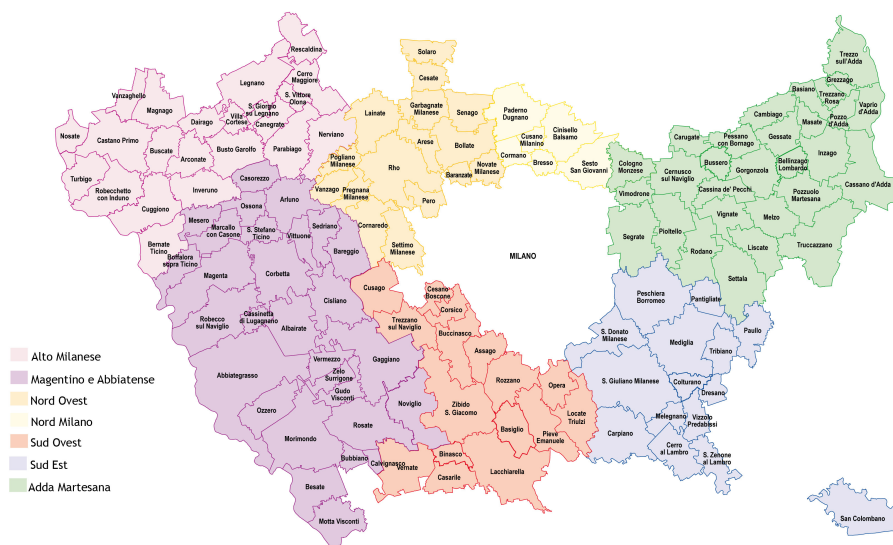 Rescaldina
Solaro
Cesate
Legnano
Cerro
Maggiore
S. Vittore
Olona
S. Giorgio
su Legnano
Canegrate
Villa
Cortese
Dairago
Vanzaghello
Magnago
Nosate
Castano Primo
Buscate
Arconate
Busto Garolfo
Parabiago
Nerviano
Turbigo
Robecchetto
con Induno
Inveruno
Cuggiono
Bernate
Ticino
Lainate
Garbagnate
Milanese
Senago
Arese
Bollate
Pogliano
Milanese
Rho
Novate
Milanese
Baranzate
Vanzago
Pregnana
Milanese
Pero
Cornaredo
Settimo
Milanese
Paderno
Dugnano
Cusano
Milanino
Cinisello
Balsamo
Cormano
Bresso
Sesto
San Giovanni
Trezzo
sull'Adda
Grezzago
Basiano
Trezzano
Rosa
Vaprio
d'Adda
Pozzo
d'Adda
Masate
Cambiago
Gessate
Pessano
con Bornago
Carugate
Inzago
Bellinzago
Lombardo
Bussero
Gorgonzola
Cologno
Monzese
Cernusco
sul Naviglio
Cassina de' Pecchi
Vimodrone
Cassano d'Adda
Pozzuolo
Martesana
Melzo
Vignate
Pioltello
Segrate
Rodano
Liscate
Truccazzano
Settala
MILANO
Casorezzo
Ossona
Arluno
Mesero
Marcallo
con Casone
S. Stefano
Ticino
Vittuone
Sedriano
Bareggio
Boffalora
sopra Ticino
Magenta
Corbetta
Cisliano
Robecco
sul Naviglio
Cassinetta
di Lugagnano
Albairate
Abbiategrasso
Vermezzo
Zelo
Surrigone
Gaggiano
Gudo
Visconti
Ozzero
Noviglio
Rosate
Morimondo
Bubbiano
Calvignasco
Besate
Motta Visconti
Cusago
Cesano
Boscone
Corsico
Trezzano
sul Naviglio
Buccinasco
Assago
Rozzano
Opera
Zibido
S. Giacomo
Locate
Triulzi
Basiglio
Pieve
Emanuele
Binasco
Vernate
Casarile
Lacchiarella
Peschiera
Borromeo
Pantigliate
S. Donato
Milanese
Mediglia
Paullo
Tribiano
S. Giuliano Milanese
Colturano
Dresano
Melegnano
Vizzolo
Predabissi
Carpiano
Cerro
al Lambro
S. Zenone
al Lambro
San Colombano
Alto Milanese
Magentino e Abbiatense
Nord Ovest
Nord Milano
Sud Ovest
Sud Est
Adda Martesana